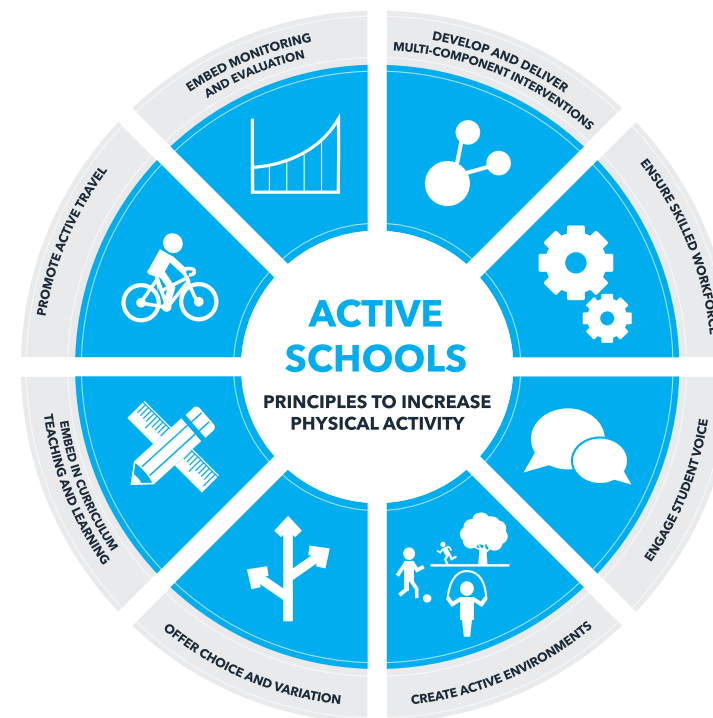 ACTIVE
SCHOOLS
PRINCIPLES TO INCREASE
PHYSICAL ACTIVITY
DEVELOP AND DELIVER
MULTI-COMPONENT INTERVENTIONS
ENSURE SKILLED WORKFORCE
ENGAGE STUDENT VOICE
CREATE ACTIVE ENVIRONMENTS
OFFER CHOICE AND VARIATION
EMBED IN CURRICULUM
TEACHING AND LEARNING
PROMOTE ACTIVE TRAVEL
EMBED MONITORING
AND EVALUATION